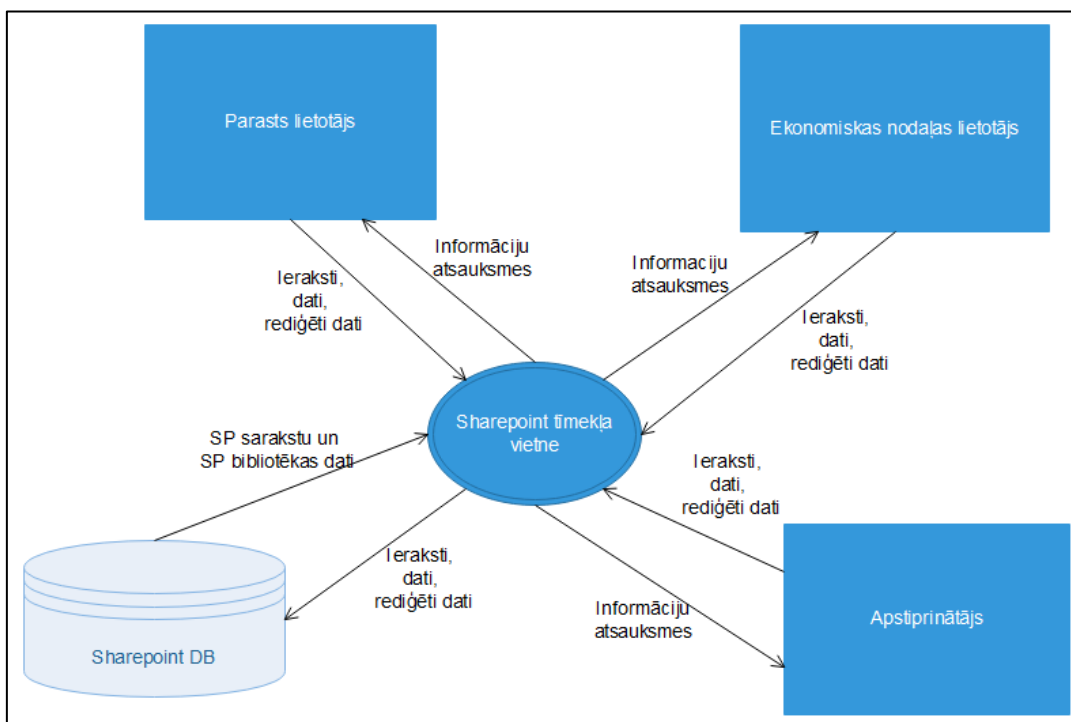 Parasts lietotājs
Ekonomiskas nodaļas lietotājs
Informāciju
atsauksmes
Informaciju
atsauksmes
Ieraksti,
dati,
rediģēti dati
Ieraksti,
dati,
rediģēti dati
Sharepoint tīmekļa
vietne
SP sarakstu un
SP bibliotēkas dati
Ieraksti,
dati,
rediģēti dati
Ieraksti,
dati,
rediģēti dati
Informāciju
atsauksmes
Apstiprinātājs
Sharepoint DB